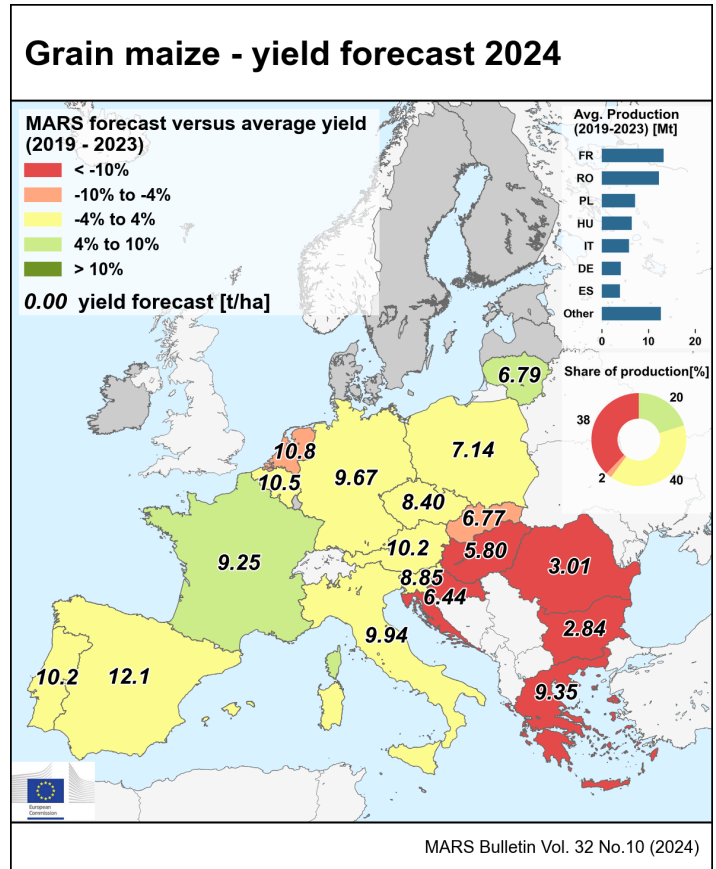 Grain maize - yield forecast 2024
MARS forecast versus average yield
(2019 - 2023)
< -10%
-10% to -4%
-4% to 4%
4% to 10%
> 10%
0.00 yield forecast [t/ha]
Avg. Production
(2019-2023) [Mt]
FR
RO
PL
HU
IT
DE
ES
Other
0 10 20
Share of production[%]
20
38
2
40
6.79
10.8
7.14
10.5
9.67
8.40
6.77
10.2
5.80
9.25
3.01
8.85
6.44
2.84
9.94
10.2
12.1
9.35
European
Commission
MARS Bulletin Vol. 32 No.10 (2024)